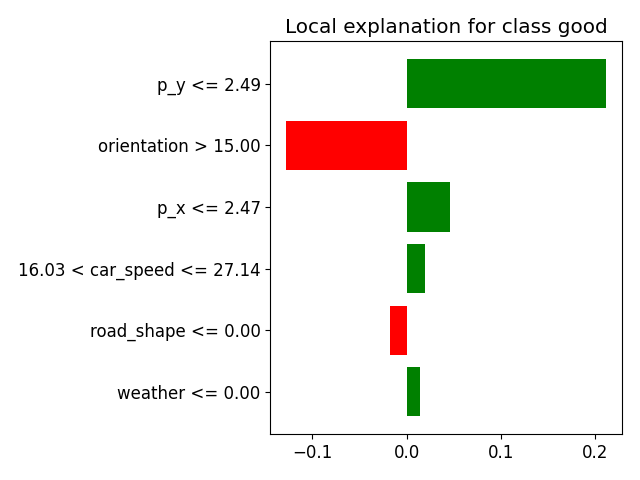 Local explanation for class good
p_y <= 2.49
orientation > 15.00
p_x <= 2.47
16.03 < car_speed <= 27.14
road_shape <= 0.00
weather <= 0.00
−0.1 0.0 0.1 0.2